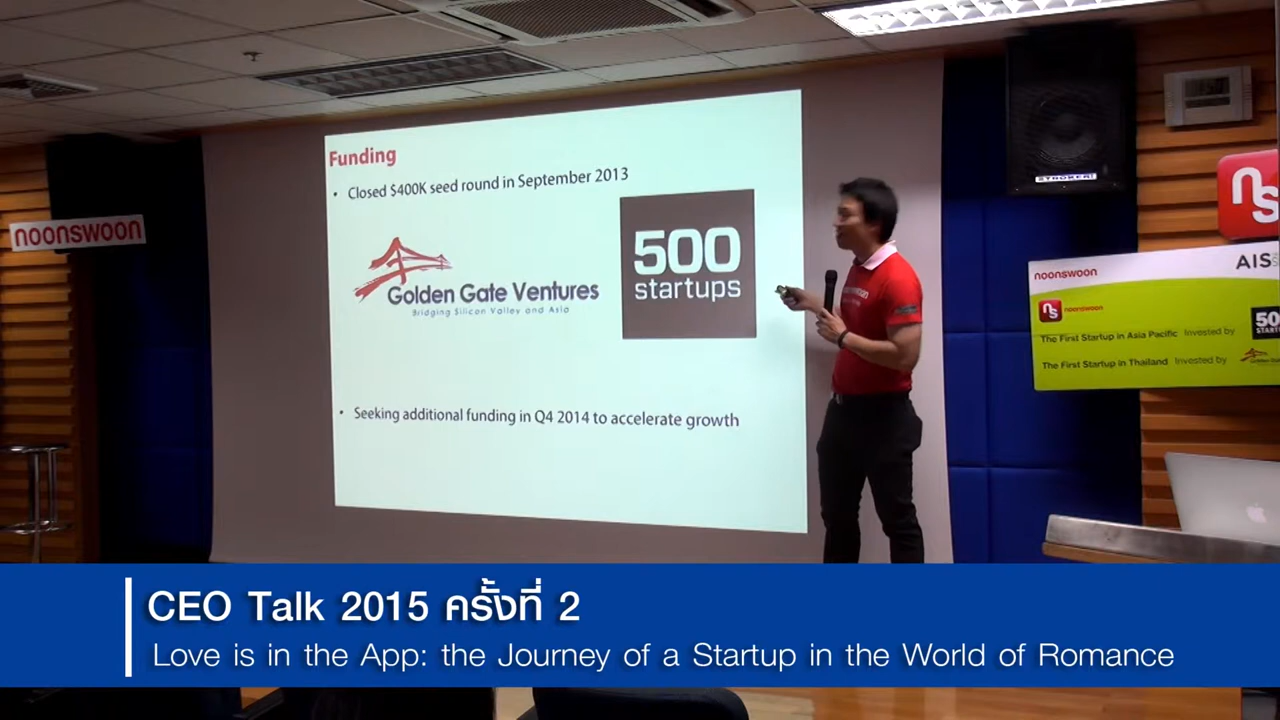 Funding
• Closed $400K seed round in September 2013
Golden Gate Ventures
Bridging Silicon Valley and Asia
500
startups
• Seeking additional funding in Q4 2014 to accelerate growth
noonswoon
STROKER!
ns
noonswoon
AIS
ns noonswoon
The First Startup in Asia Pacific Invested by
The First Startup in Thailand Invested by
CEO Talk 2015 ครั้งที่ 2
Love is in the App: the Journey of a Startup in the World of Romance